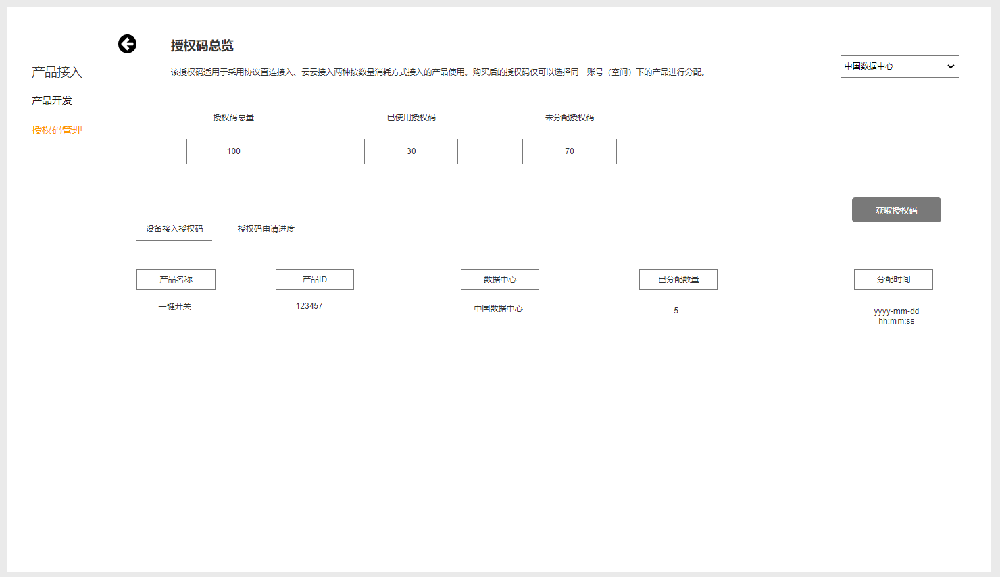 产品接入
产品开发
授权码管理
授权码总览
该授权码适用于采用协议直连接入、云云接入两种按数量消耗方式接入的产品使用。购买后的授权码仅可以选择同一账号（空间）下的产品进行分配。
中国数据中心
授权码总量
已使用授权码
未分配授权码
100
30
70
获取授权码
设备接入授权码
授权码申请进度
产品名称
产品ID
数据中心
已分配数量
分配时间
一键开关
123457
中国数据中心
5
yyyy-mm-dd
hh:mm:ss